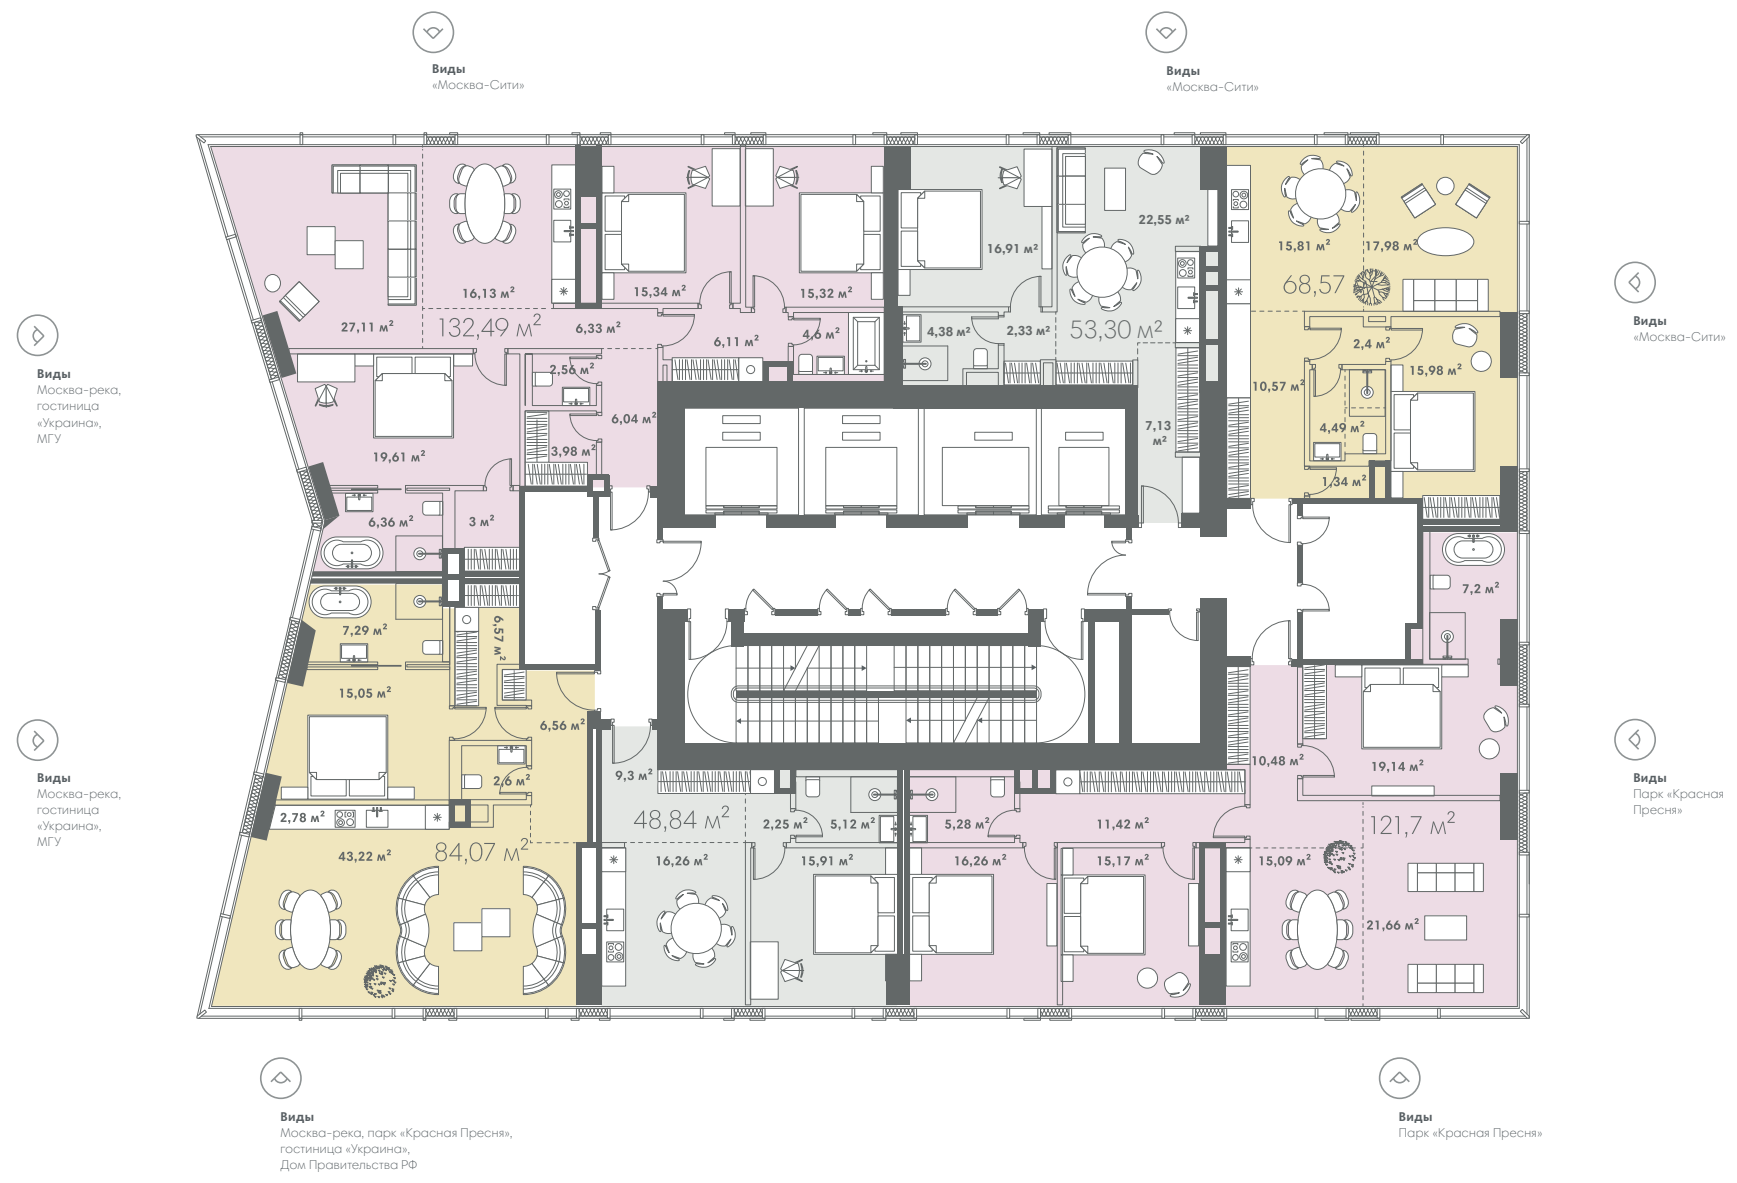 Виды
«Москва-Сити»
Виды
«Москва-Сити»
22,55 м²
16,91 м²
15,81 м²
17,98 м²
68,57
16,13 м²
15,34 м²
15,32 м²
27,11 м²
132,49 м²
6,33 м²
6,11 м²
4,6 м²
4,38 м²
2,33 м²
53,30 м²
2,4 м²
15,98 м²
Виды
«Москва-Сити»
Виды
Москва-река,
гостиница
«Украина»,
МГУ
2,56 м²
10,57 м²
6,04 м²
7,13
м²
4,49 м²
19,61 м²
3,98 м²
1,34 м²
6,36 м²
3 м²
7,2 м²
7,29 м²
6,57 м²
15,05 м²
6,56 м²
10,48 м²
19,14 м²
9,3 м²
2,6 м²
Виды
Москва-река,
гостиница
«Украина»,
МГУ
Виды
Парк «Красная
Пресня»
2,78 м²
48,84 м²
2,25 м²
5,12 м²
5,28 м²
11,42 м²
121,7 м²
43,22 м²
84,07 м²
16,26 м²
15,91 м²
16,26 м²
15,17 м²
15,09 м²
21,66 м²
Виды
Москва-река, парк «Красная Пресня»,
гостиница «Украина»,
Дом Правительства РФ
Виды
Парк «Красная Пресня»